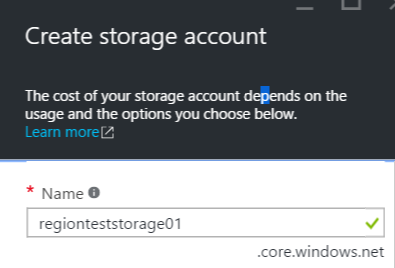 Create storage account
The cost of your storage account depends on the
usage and the options you choose below.
Learn more
* Name
regionteststorage01
.core.windows.net